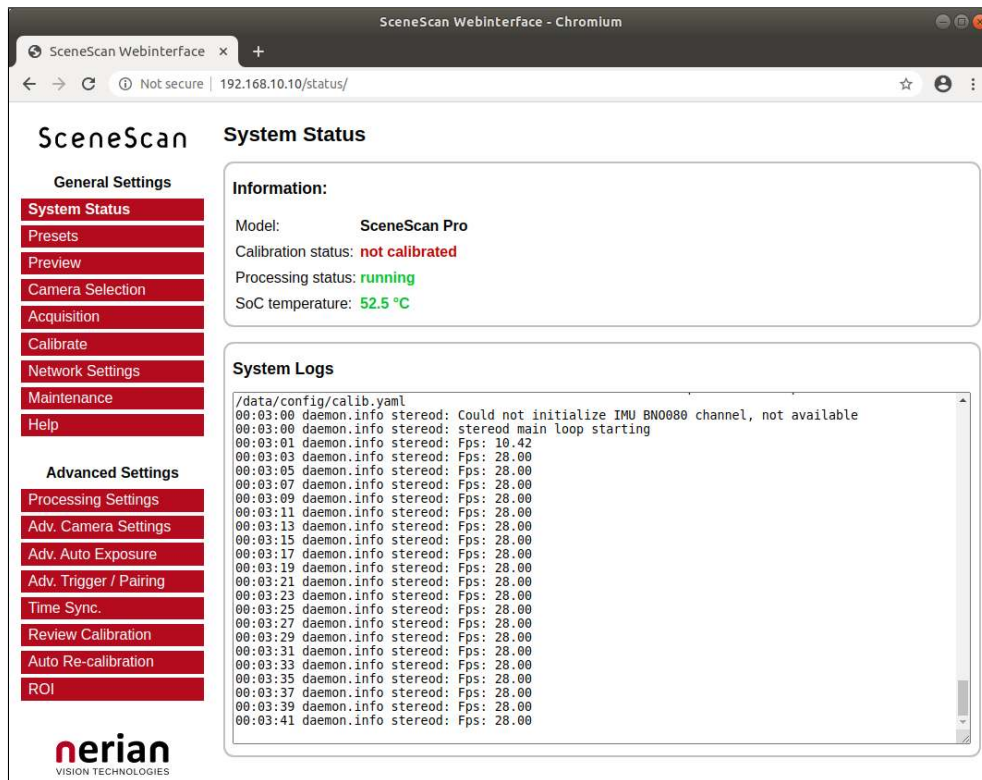 SceneScan Webinterface - Chromium
SceneScan Webinterface × +
Not secure | 192.168.10.10/status/
SceneScan
General Settings
System Status
Presets
Preview
Camera Selection
Acquisition
Calibrate
Network Settings
Maintenance
Help
Advanced Settings
Processing Settings
Adv. Camera Settings
Adv. Auto Exposure
Adv. Trigger / Pairing
Time Sync.
Review Calibration
Auto Re-calibration
ROI
nerian
VISION TECHNOLOGIES
System Status
Information:
Model: SceneScan Pro
Calibration status: not calibrated
Processing status: running
SoC temperature: 52.5 °C
System Logs
/data/config/calib.yaml
00:03:00 daemon.info stereod: Could not initialize IMU BNO080 channel, not available
00:03:00 daemon.info stereod: stereod main loop starting
00:03:01 daemon.info stereod: Fps: 10.42
00:03:03 daemon.info stereod: Fps: 28.00
00:03:05 daemon.info stereod: Fps: 28.00
00:03:07 daemon.info stereod: Fps: 28.00
00:03:09 daemon.info stereod: Fps: 28.00
00:03:11 daemon.info stereod: Fps: 28.00
00:03:13 daemon.info stereod: Fps: 28.00
00:03:15 daemon.info stereod: Fps: 28.00
00:03:17 daemon.info stereod: Fps: 28.00
00:03:19 daemon.info stereod: Fps: 28.00
00:03:21 daemon.info stereod: Fps: 28.00
00:03:23 daemon.info stereod: Fps: 28.00
00:03:25 daemon.info stereod: Fps: 28.00
00:03:27 daemon.info stereod: Fps: 28.00
00:03:29 daemon.info stereod: Fps: 28.00
00:03:31 daemon.info stereod: Fps: 28.00
00:03:33 daemon.info stereod: Fps: 28.00
00:03:35 daemon.info stereod: Fps: 28.00
00:03:37 daemon.info stereod: Fps: 28.00
00:03:39 daemon.info stereod: Fps: 28.00
00:03:41 daemon.info stereod: Fps: 28.00